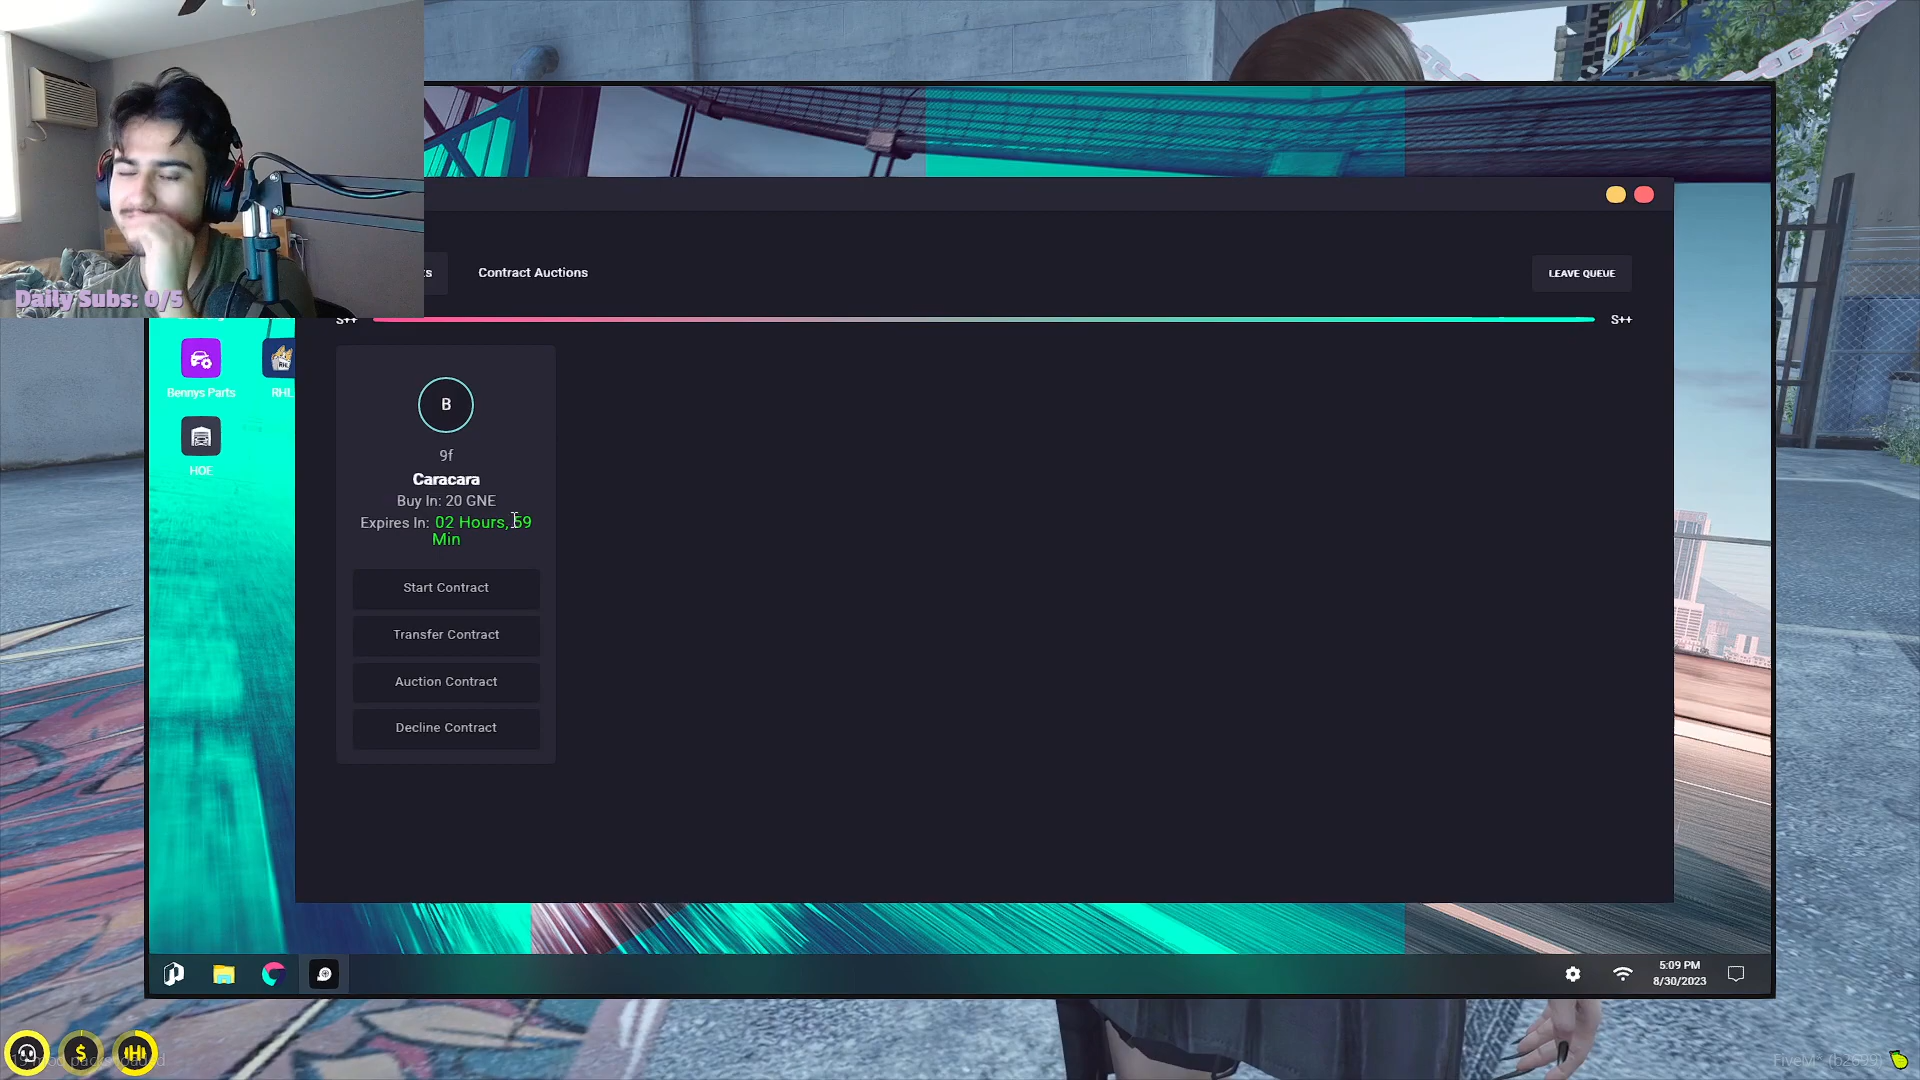 Daily Subs: 0/5
ts
Contract Auctions
LEAVE QUEUE
S++
S++
Bennys Parts
RHL
HOE
B
9f
Caracara
Buy In: 20 GNE
Expires In: 02 Hours, 59
Min
Start Contract
Transfer Contract
Auction Contract
Decline Contract
5:09 PM
8/30/2023